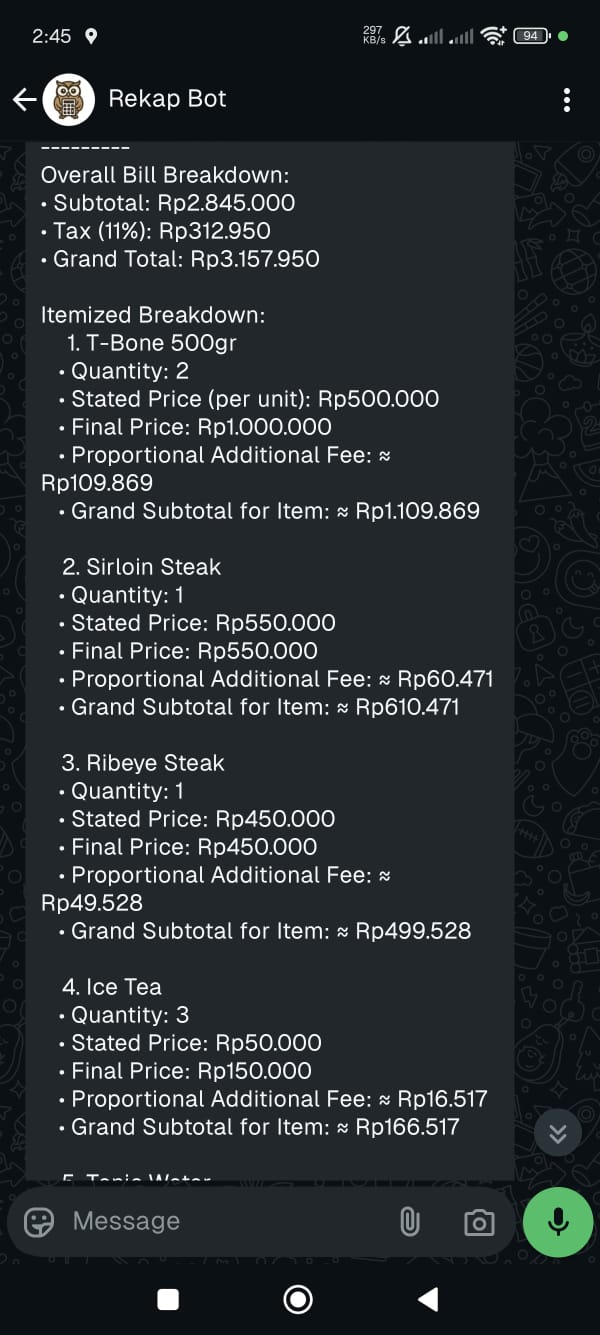 2:45
297
KB/s
94
Rekap Bot
---------
Overall Bill Breakdown:
• Subtotal: Rp2.845.000
• Tax (11%): Rp312.950
• Grand Total: Rp3.157.950
Itemized Breakdown:
1. T-Bone 500gr
• Quantity: 2
• Stated Price (per unit): Rp500.000
• Final Price: Rp1.000.000
• Proportional Additional Fee: ≈
Rp109.869
• Grand Subtotal for Item: ≈ Rp1.109.869
2. Sirloin Steak
• Quantity: 1
• Stated Price: Rp550.000
• Final Price: Rp550.000
• Proportional Additional Fee: ≈ Rp60.471
• Grand Subtotal for Item: ≈ Rp610.471
3. Ribeye Steak
• Quantity: 1
• Stated Price: Rp450.000
• Final Price: Rp450.000
• Proportional Additional Fee: ≈
Rp49.528
• Grand Subtotal for Item: ≈ Rp499.528
4. Ice Tea
• Quantity: 3
• Stated Price: Rp50.000
• Final Price: Rp150.000
• Proportional Additional Fee: ≈ Rp16.517
• Grand Subtotal for Item: ≈ Rp166.517
5. Tonic Water
Message